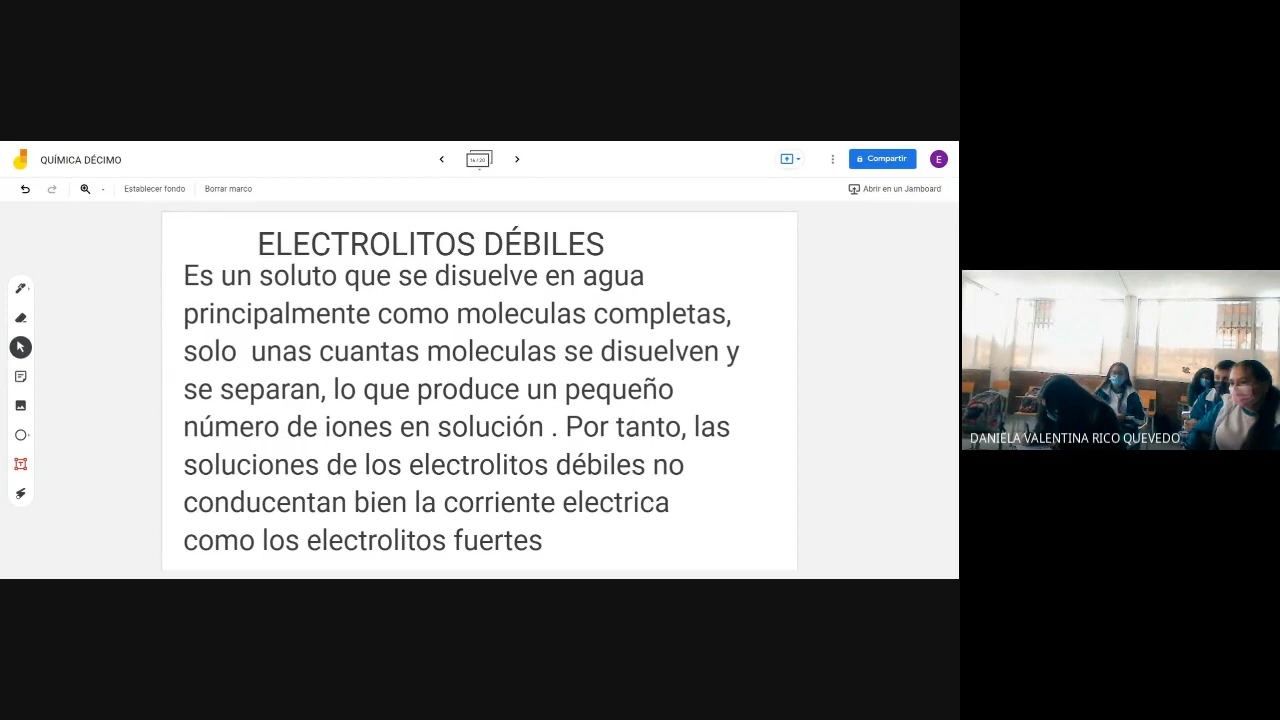 QUÍMICA DÉCIMO
Compartir
E
Establecer fondo
Borrar marco
Abrir en un Jamboard
ELECTROLITOS DÉBILES
Es un soluto que se disuelve en agua
principalmente como moleculas completas,
solo unas cuantas moleculas se disuelven y
se separan, lo que produce un pequeño
número de iones en solución . Por tanto, las
soluciones de los electrolitos débiles no
conducentan bien la corriente electrica
como los electrolitos fuertes
DANIELA VALENTINA RICO QUEVEDO